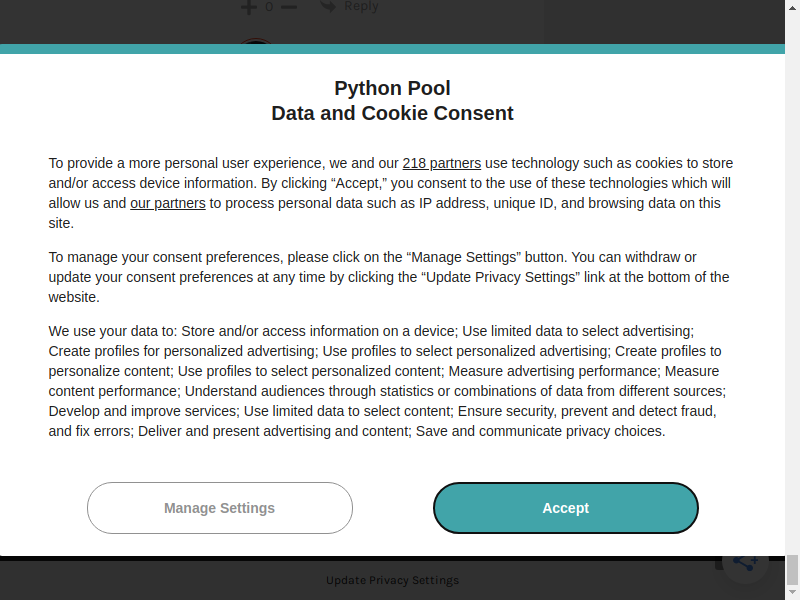 0 Reply
Python Pool
Data and Cookie Consent
To provide a more personal user experience, we and our 218 partners use technology such as cookies to store
and/or access device information. By clicking “Accept,” you consent to the use of these technologies which will
allow us and our partners to process personal data such as IP address, unique ID, and browsing data on this
site.
To manage your consent preferences, please click on the “Manage Settings” button. You can withdraw or
update your consent preferences at any time by clicking the “Update Privacy Settings” link at the bottom of the
website.
We use your data to: Store and/or access information on a device; Use limited data to select advertising;
Create profiles for personalized advertising; Use profiles to select personalized advertising; Create profiles to
personalize content; Use profiles to select personalized content; Measure advertising performance; Measure
content performance; Understand audiences through statistics or combinations of data from different sources;
Develop and improve services; Use limited data to select content; Ensure security, prevent and detect fraud,
and fix errors; Deliver and present advertising and content; Save and communicate privacy choices.
Manage Settings Accept
Update Privacy Settings